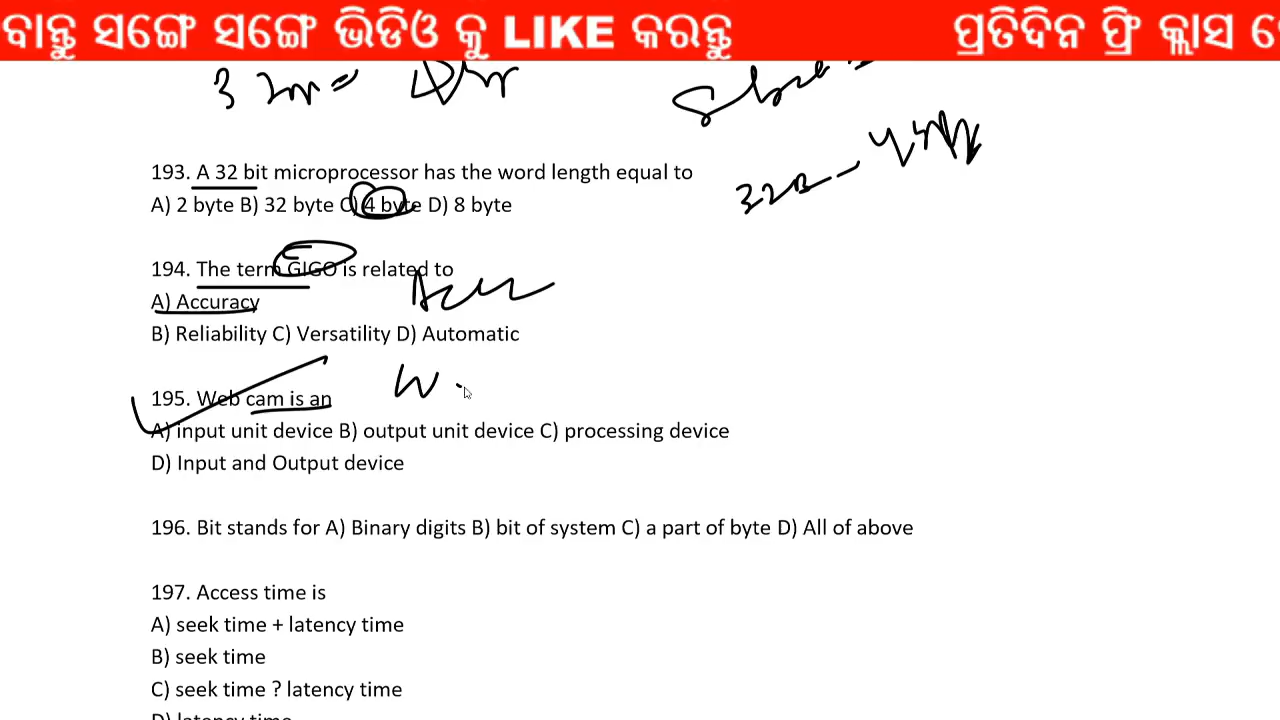 ବାନ୍ତୁ ସଙ୍ଗେ ସଙ୍ଗେ ଭିଡିଓ କୁ LIKE କରନ୍ତୁ ପ୍ରତିଦିନ ଫ୍ରି କ୍ଲାସ
193. A 32 bit microprocessor has the word length equal to
A) 2 byte B) 32 byte C) 4 byte D) 8 byte
194. The term GIGO is related to
A) Accuracy
B) Reliability C) Versatility D) Automatic
195. Web cam is an
W
A) input unit device B) output unit device C) processing device
D) Input and Output device
196. Bit stands for A) Binary digits B) bit of system C) a part of byte D) All of above
197. Access time is
A) seek time + latency time
B) seek time
C) seek time ? latency time
D) latency time